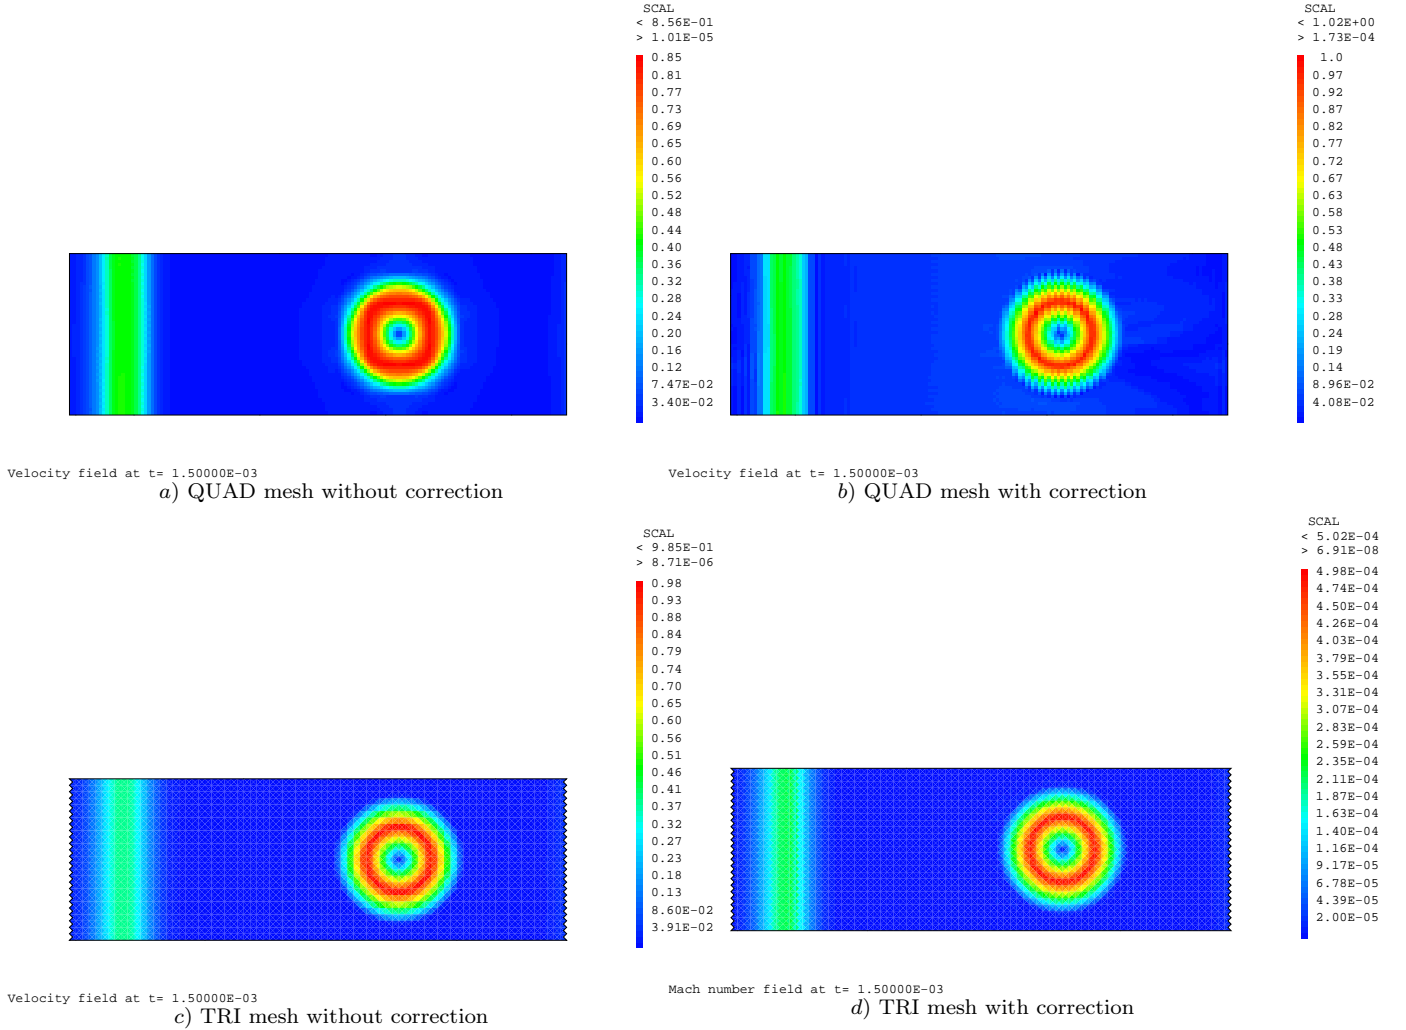 SCAL
< 8.56E-01
> 1.01E-05
0.85
0.81
0.77
0.73
0.69
0.65
0.60
0.56
0.52
0.48
0.44
0.40
0.36
0.32
0.28
0.24
0.20
0.16
0.12
7.47E-02
3.40E-02
Velocity field at t= 1.50000E-03
a) QUAD mesh without correction
SCAL
< 1.02E+00
> 1.73E-04
1.0
0.97
0.92
0.87
0.82
0.77
0.72
0.67
0.63
0.58
0.53
0.48
0.43
0.38
0.33
0.28
0.24
0.19
0.14
8.96E-02
4.08E-02
Velocity field at t= 1.50000E-03
b) QUAD mesh with correction
SCAL
< 9.85E-01
> 8.71E-06
0.98
0.93
0.88
0.84
0.79
0.74
0.70
0.65
0.60
0.56
0.51
0.46
0.41
0.37
0.32
0.27
0.23
0.18
0.13
8.60E-02
3.91E-02
Velocity field at t= 1.50000E-03
c) TRI mesh without correction
SCAL
< 5.02E-04
> 6.91E-08
4.98E-04
4.74E-04
4.50E-04
4.26E-04
4.03E-04
3.79E-04
3.55E-04
3.31E-04
3.07E-04
2.83E-04
2.59E-04
2.35E-04
2.11E-04
1.87E-04
1.63E-04
1.40E-04
1.16E-04
9.17E-05
6.78E-05
4.39E-05
2.00E-05
Mach number field at t= 1.50000E-03
d) TRI mesh with correction